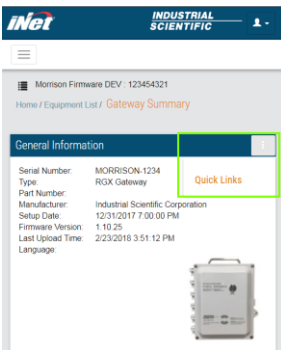 iNet
INDUSTRIAL
SCIENTIFIC
Morrison Firmware DEV : 123454321
Home / Equipment List / Gateway Summary
General Information
Quick Links
Serial Number: MORRISON-1234
Type: RGX Gateway
Part Number:
Manufacturer: Industrial Scientific Corporation
Setup Date: 12/31/2017 7:00:00 PM
Firmware Version: 1.10.25
Last Upload Time: 2/23/2018 3:51:12 PM
Language: